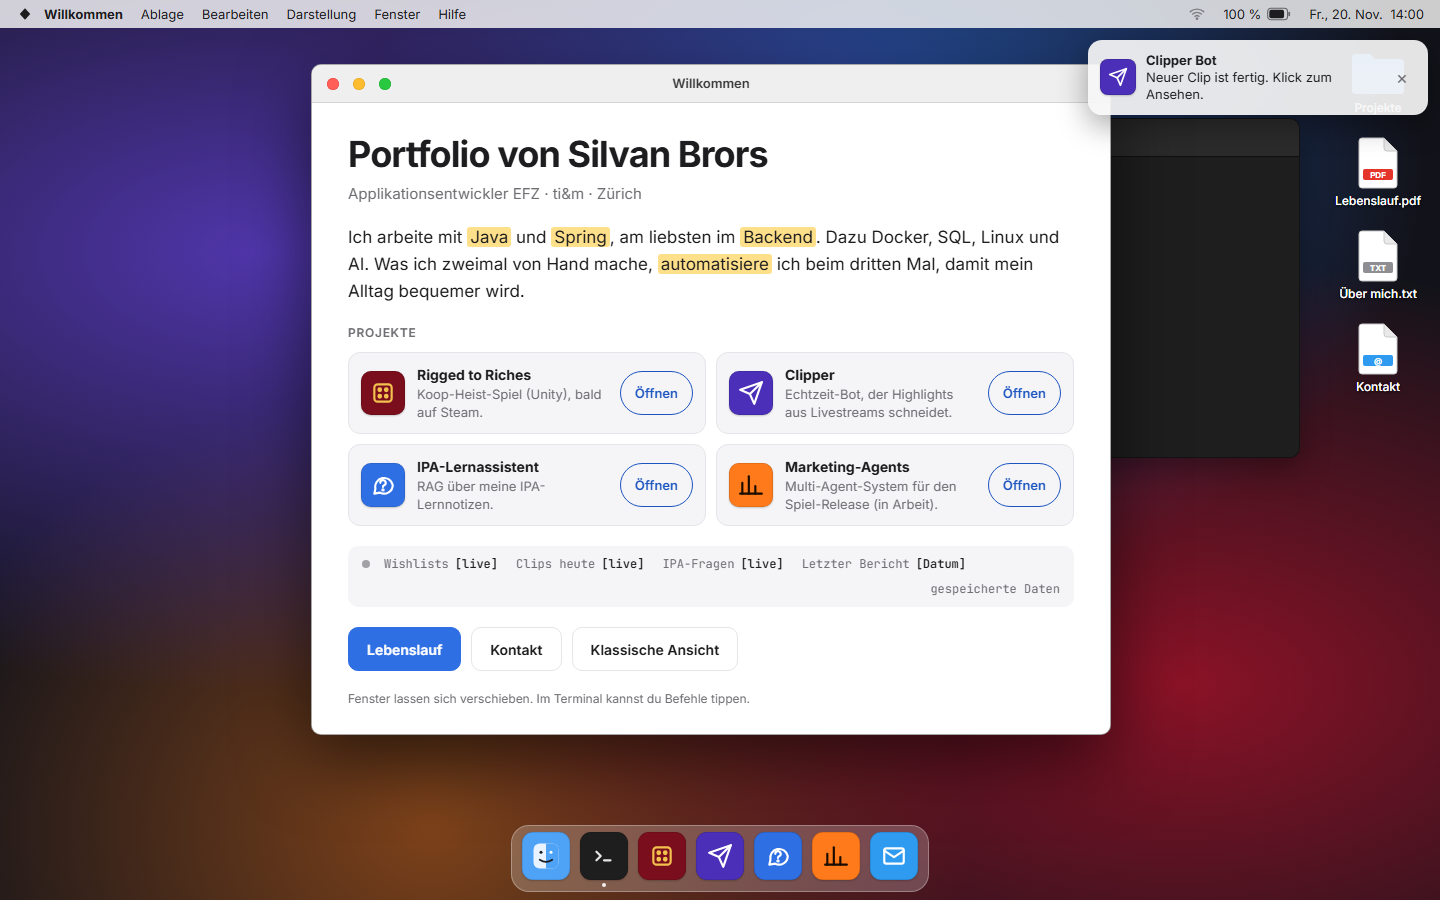 Willkommen Ablage Bearbeiten Darstellung Fenster Hilfe
100 % Fr., 20. Nov. 14:00
Clipper Bot
Neuer Clip ist fertig. Klick zum
Ansehen.
Projekte
Lebenslauf.pdf
PDF
Über mich.txt
TXT
Kontakt
@
Willkommen
Portfolio von Silvan Brors
Applikationsentwickler EFZ · ti&m · Zürich
Ich arbeite mit Java und Spring, am liebsten im Backend. Dazu Docker, SQL, Linux und
AI. Was ich zweimal von Hand mache, automatisiere ich beim dritten Mal, damit mein
Alltag bequemer wird.
PROJEKTE
Rigged to Riches
Koop-Heist-Spiel (Unity), bald
auf Steam.
Öffnen
Clipper
Echtzeit-Bot, der Highlights
aus Livestreams schneidet.
Öffnen
IPA-Lernassistent
RAG über meine IPA-
Lernnotizen.
Öffnen
Marketing-Agents
Multi-Agent-System für den
Spiel-Release (in Arbeit).
Öffnen
Wishlists [live] Clips heute [live] IPA-Fragen [live] Letzter Bericht [Datum]
gespeicherte Daten
Lebenslauf Kontakt Klassische Ansicht
Fenster lassen sich verschieben. Im Terminal kannst du Befehle tippen.